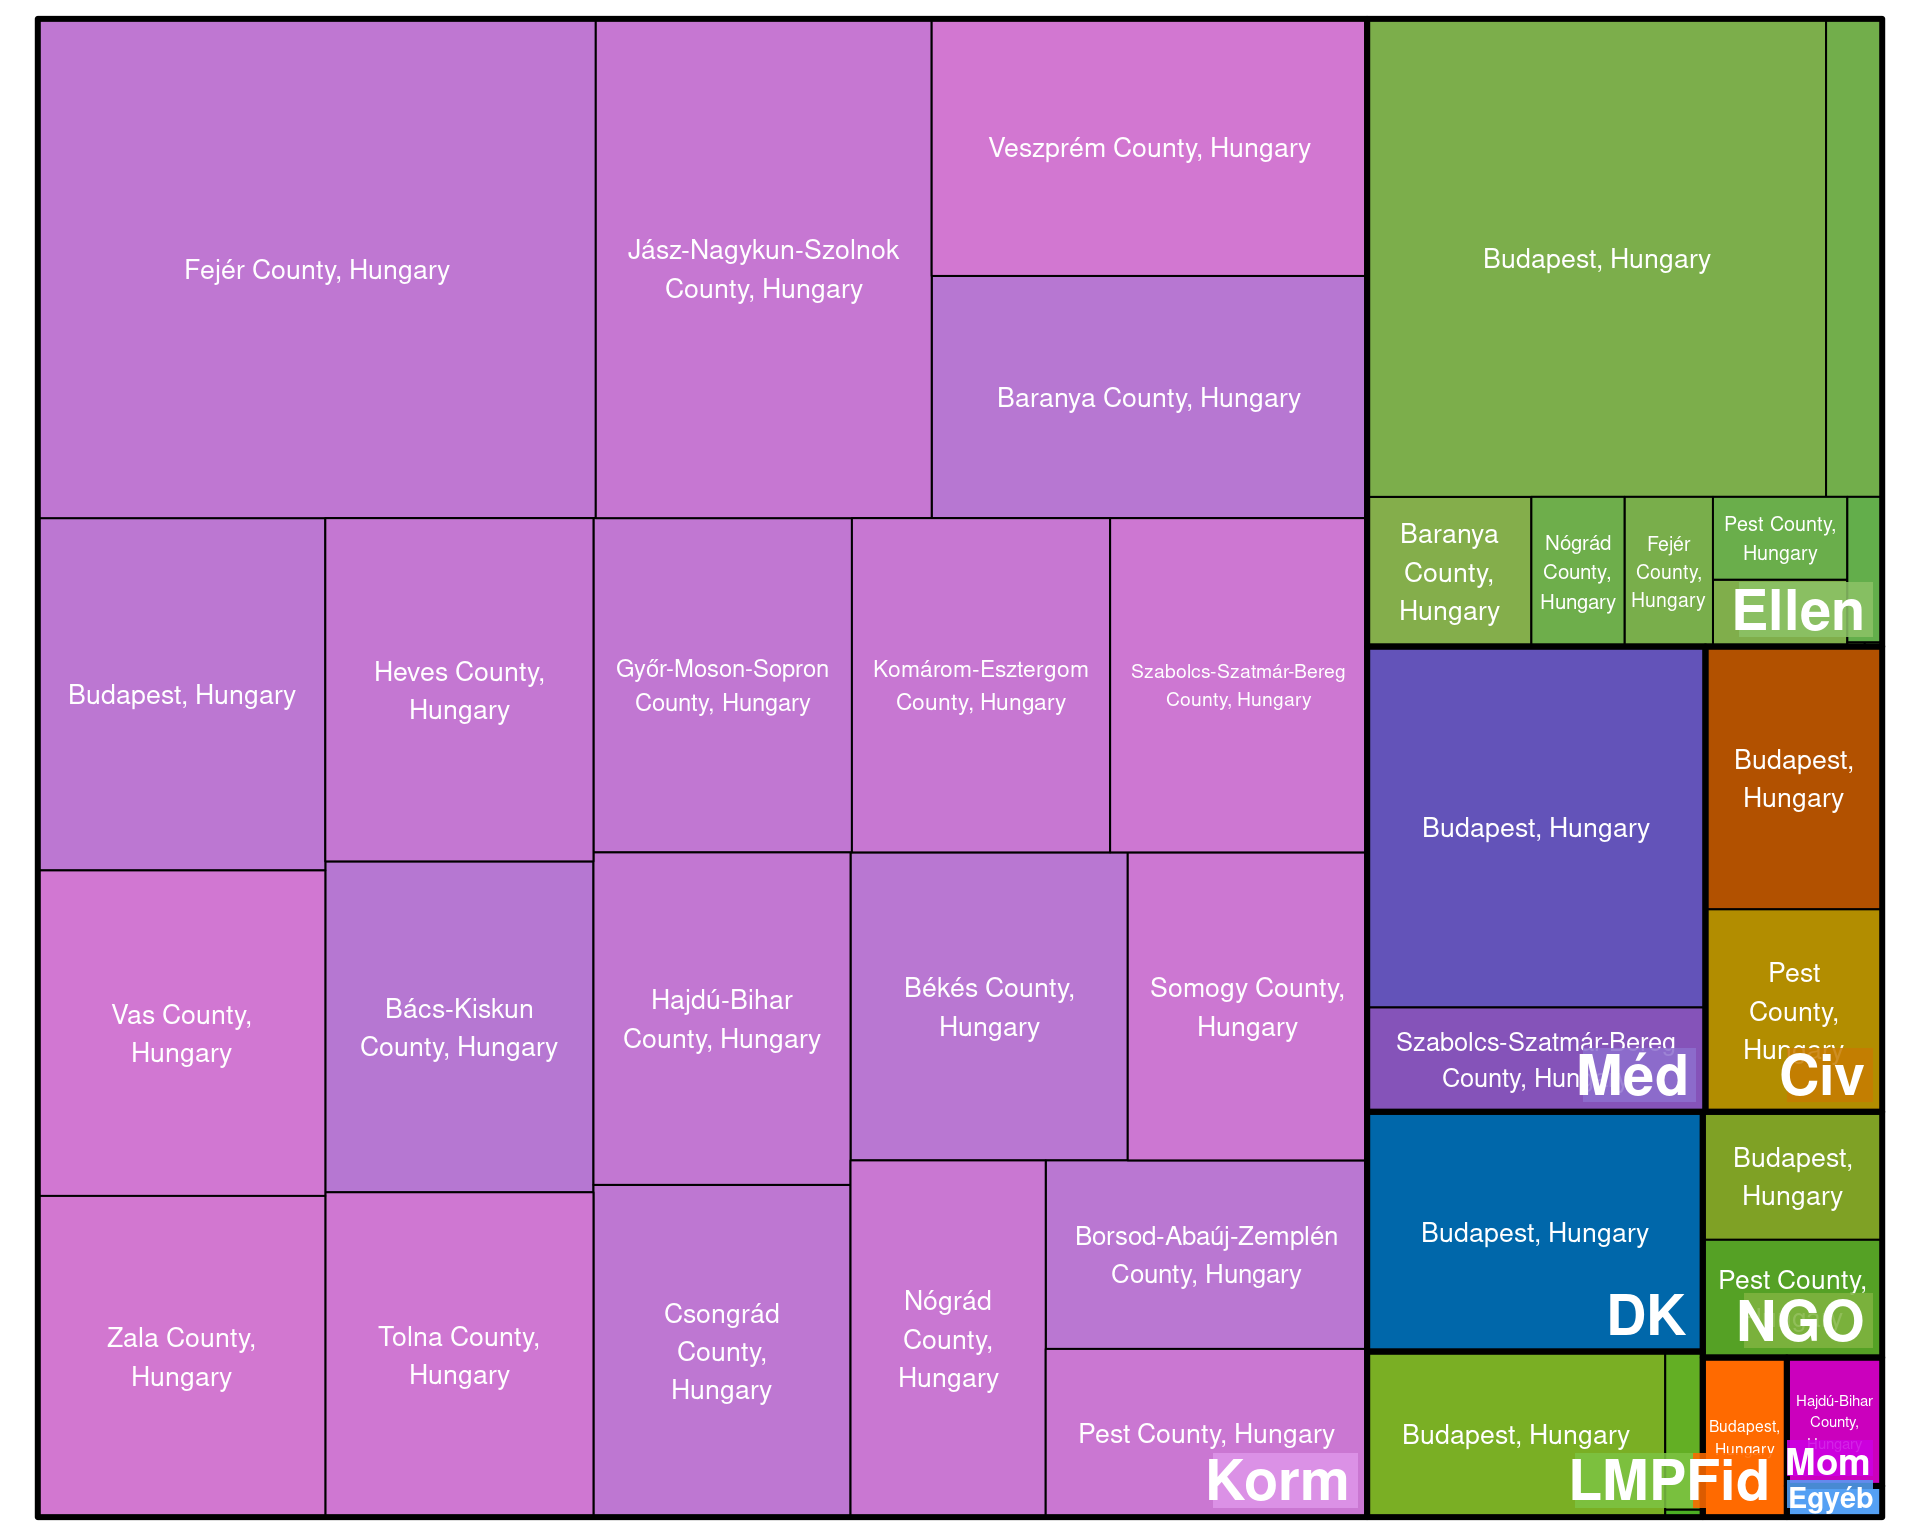 Fejér County, Hungary
Jász-Nagykun-Szolnok
County, Hungary
Veszprém County, Hungary
Baranya County, Hungary
Budapest, Hungary
Heves County,
Hungary
Győr-Moson-Sopron
County, Hungary
Komárom-Esztergom
County, Hungary
Szabolcs-Szatmár-Bereg
County, Hungary
Vas County,
Hungary
Bács-Kiskun
County, Hungary
Hajdú-Bihar
County, Hungary
Békés County,
Hungary
Somogy County,
Hungary
Zala County,
Hungary
Tolna County,
Hungary
Csongrád
County,
Hungary
Nógrád
County,
Hungary
Borsod-Abaúj-Zemplén
County, Hungary
Pest County, Hungary
Korm
Budapest, Hungary
Baranya
County,
Hungary
Nógrád
County,
Hungary
Fejér
County,
Hungary
Pest County,
Hungary
Ellen
Budapest, Hungary
Szabolcs-Szatmár-Bereg
County,
Méd
Budapest,
Hungary
Pest
County,
Hungary
Civ
Budapest, Hungary
DK
Budapest,
Hungary
Pest County,
NGO
Budapest, Hungary
LMP
Budapest,
Hungary
Fid
Hajdú-Bihar
County,
Hungary
Mom
Egyéb